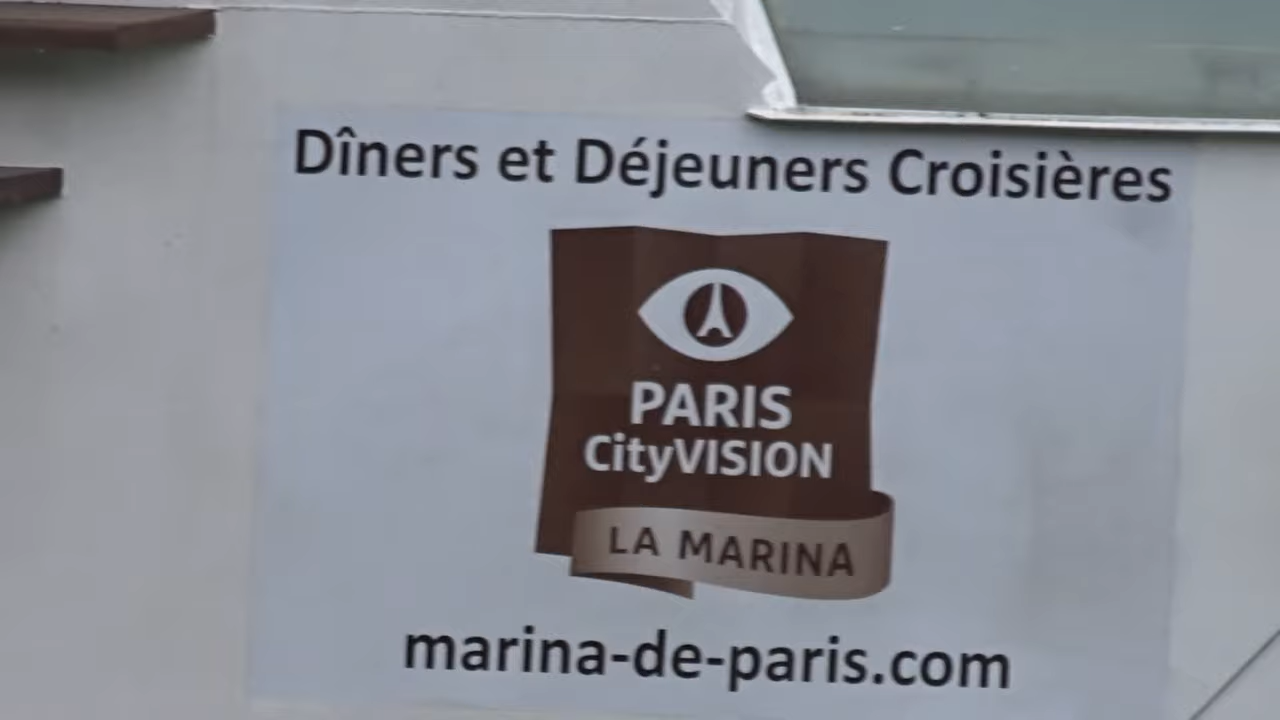 Dîners et Déjeuners Croisières
PARIS
CityVISION
LA MARINA
marina-de-paris.com